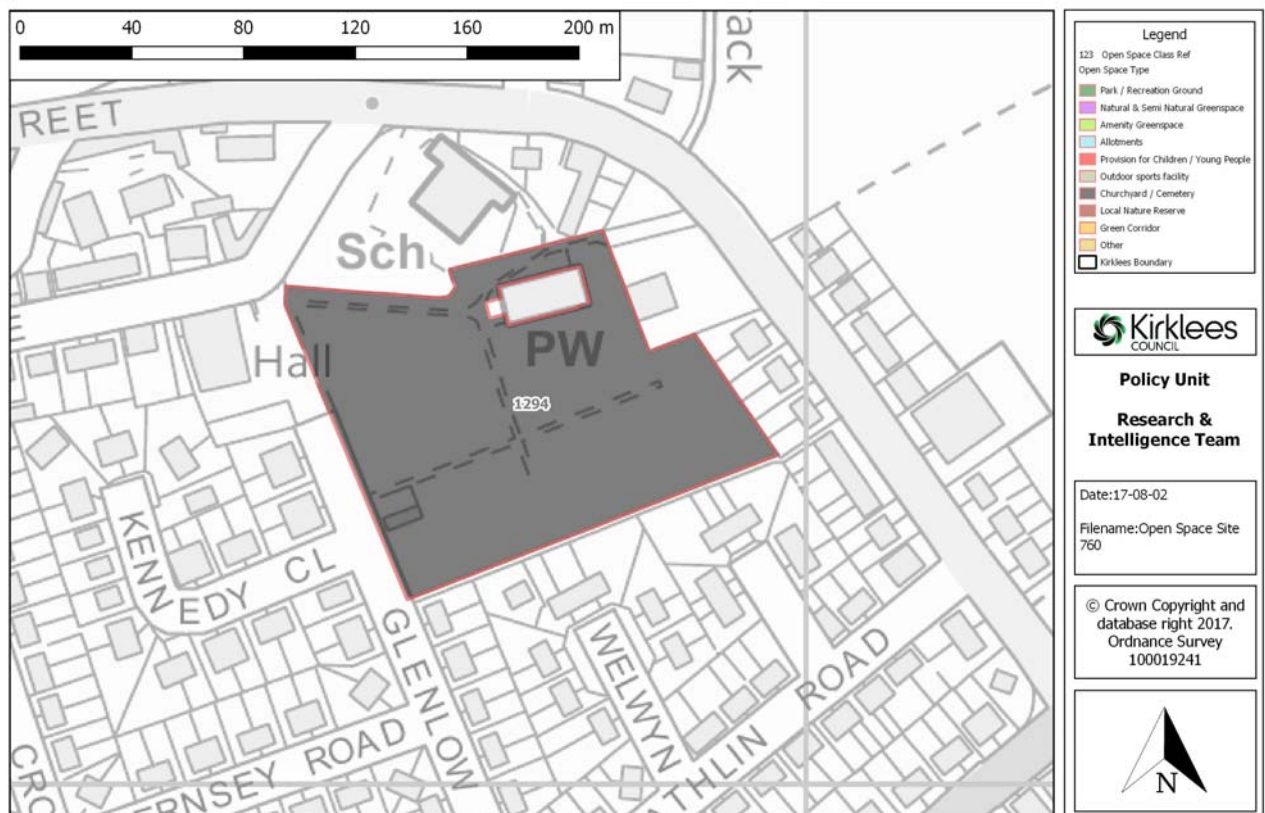 0 40 80 120 160 200 m
REET
ack
Sch
Hall
PW
1294
E
KENNEDY CL
GLENLOW
WELWYN
ERNSEY ROAD
ATHLIN ROAD
CRO
Legend
123 Open Space Class Ref
Open Space Type
Park / Recreation Ground
Natural & Semi Natural Greenspace
Amenity Greenspace
Allotments
Provision for Children / Young People
Outdoor sports facility
Churchyard / Cemetery
Local Nature Reserve
Green Corridor
Other
Kirklees Boundary
Kirklees
COUNCIL
Policy Unit
Research &
Intelligence Team
Date:17-08-02
Filename:Open Space Site
760
© Crown Copyright and
database right 2017.
Ordnance Survey
100019241
N